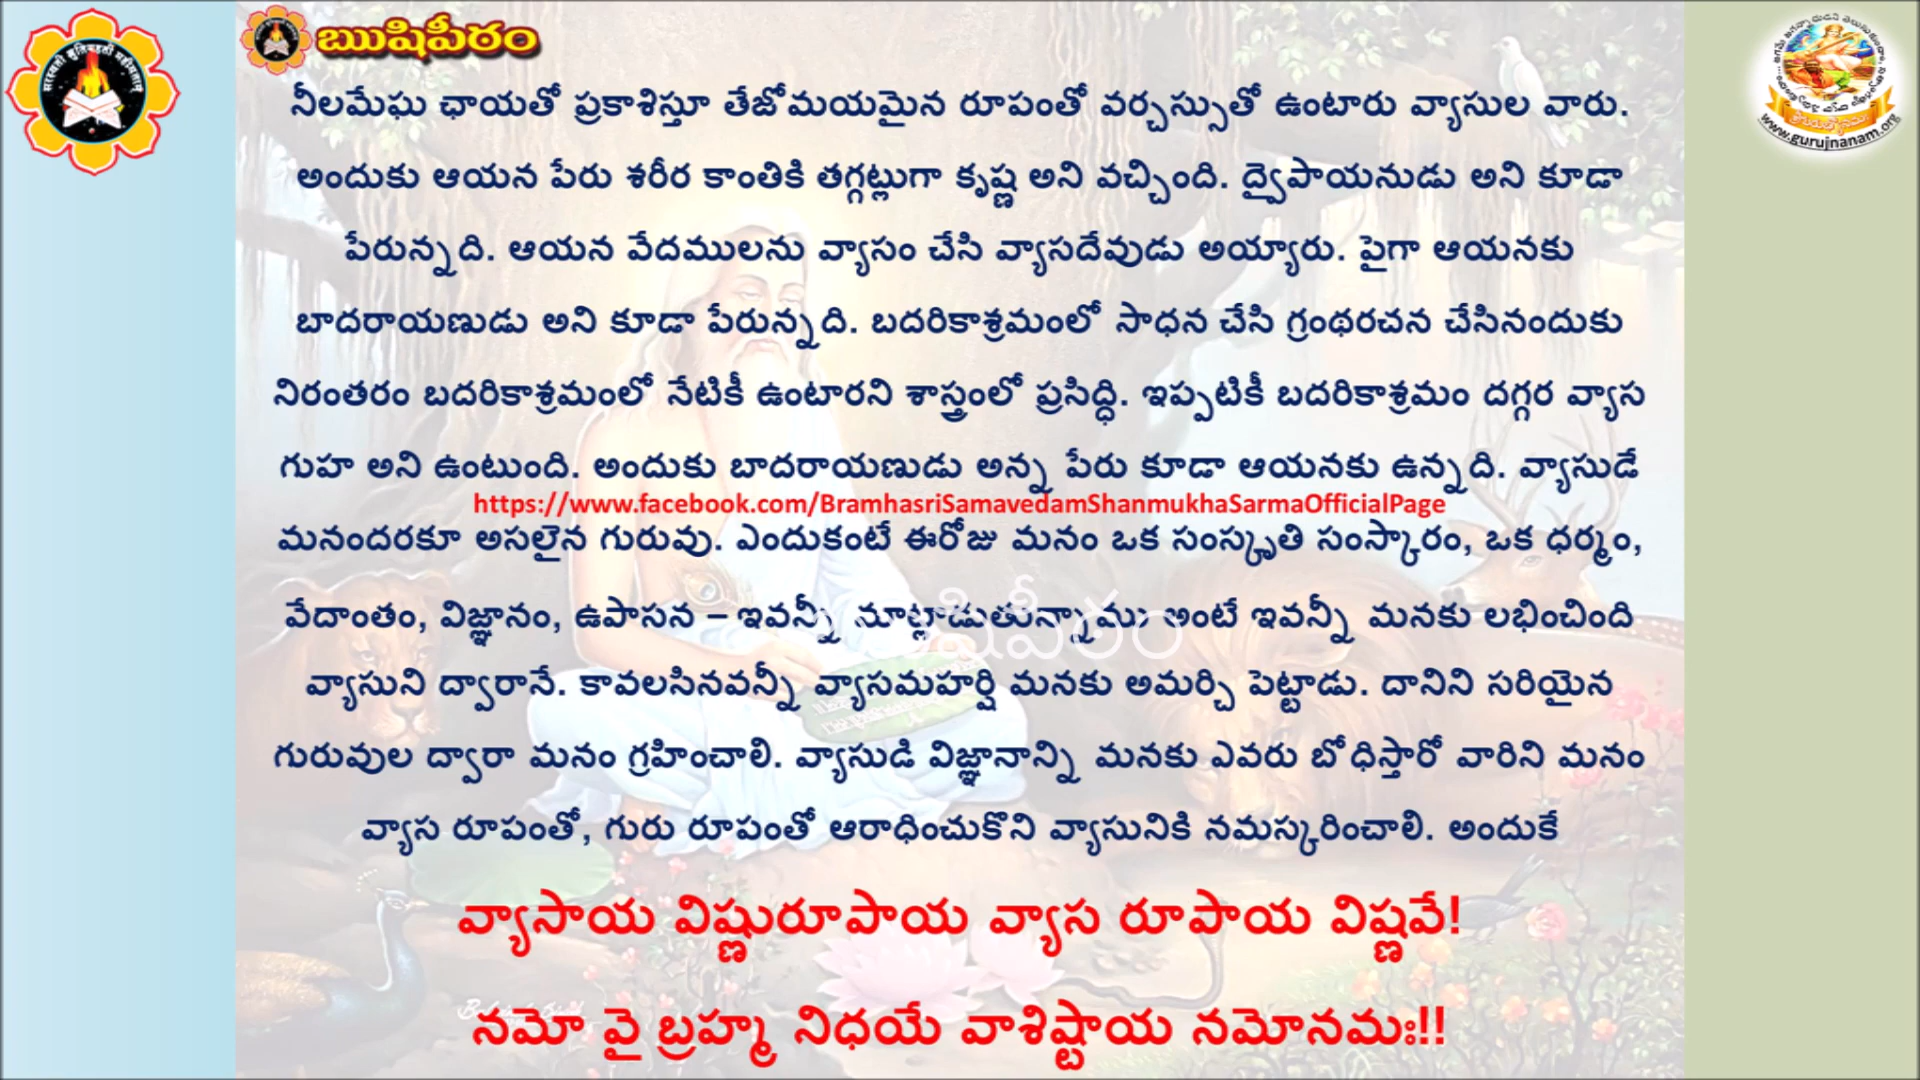 ఋషిపీఠం
నీలమేఘ ఛాయతో ప్రకాశిస్తూ తేజోమయమైన రూపంతో వర్చస్సుతో ఉంటారు వ్యాసుల వారు.
అందుకు ఆయన పేరు శరీర కాంతికి తగ్గట్లుగా కృష్ణ అని వచ్చింది. ద్వైపాయనుడు అని కూడా
పేరున్నది. ఆయన వేదములను వ్యాసం చేసి వ్యాసదేవుడు అయ్యారు. పైగా ఆయనకు
బాదరాయణుడు అని కూడా పేరున్నది. బదరికాశ్రమంలో సాధన చేసి గ్రంథరచన చేసినందుకు
నిరంతరం బదరికాశ్రమంలో నేటికీ ఉంటారని శాస్త్రంలో ప్రసిద్ధి. ఇప్పటికీ బదరికాశ్రమం దగ్గర వ్యాస
గుహ అని ఉంటుంది. అందుకు బాదరాయణుడు అన్న పేరు కూడా ఆయనకు ఉన్నది. వ్యాసుడే
https://www.facebook.com/BramhasriSamavedamShanmukhaSarmaOfficialPage
మనందరకూ అసలైన గురువు. ఎందుకంటే ఈరోజు మనం ఒక సంస్కృతి సంస్కారం, ఒక ధర్మం,
వేదాంతం, విజ్ఞానం, ఉపాసన – ఇవన్నీ మాట్లాడుతున్నాము అంటే ఇవన్నీ మనకు లభించింది
ఋషిపీఠం
వ్యాసుని ద్వారానే. కావలసినవన్నీ వ్యాసమహర్షి మనకు అమర్చి పెట్టాడు. దానిని సరియైన
గురువుల ద్వారా మనం గ్రహించాలి. వ్యాసుడి విజ్ఞానాన్ని మనకు ఎవరు బోధిస్తారో వారిని మనం
వ్యాస రూపంతో, గురు రూపంతో ఆరాధించుకొని వ్యాసునికి నమస్కరించాలి. అందుకే
వ్యాసాయ విష్ణురూపాయ వ్యాస రూపాయ విష్ణవే!
నమో వై బ్రహ్మ నిధయే వాశిష్టాయ నమోనమః!!
www.gurujnanam.org